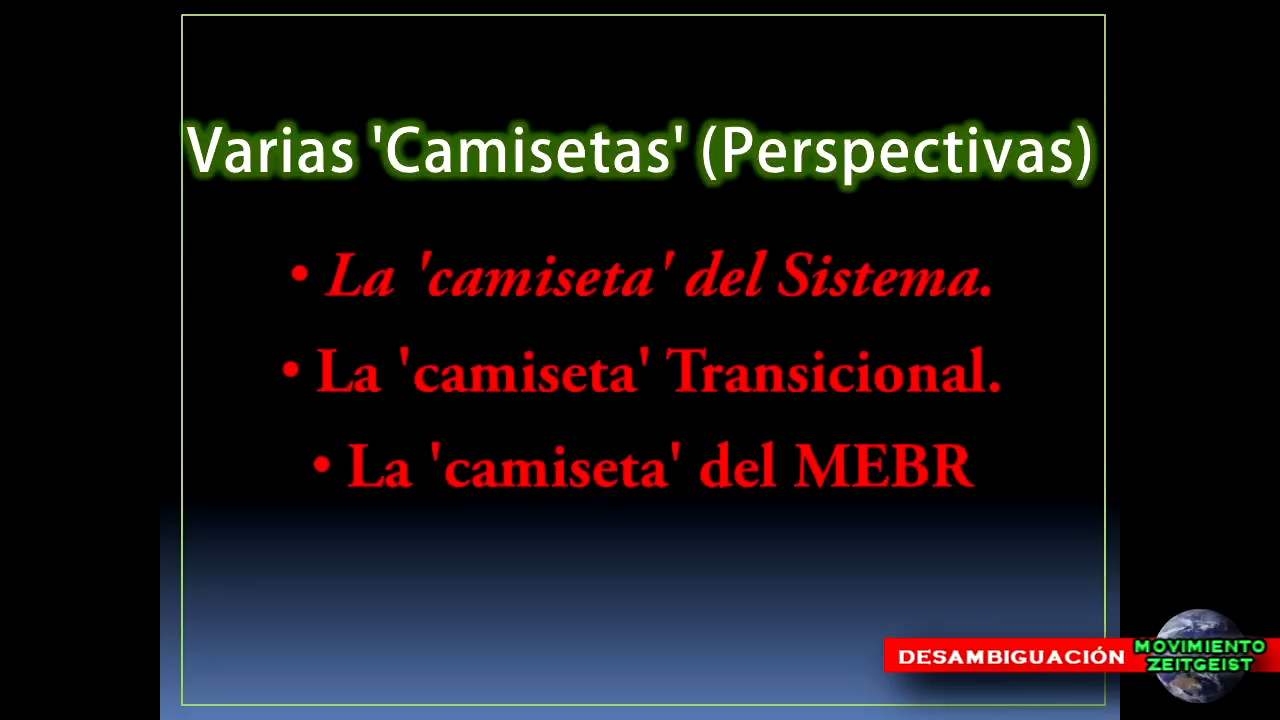 Varias 'Camisetas' (Perspectivas)
• La 'camiseta' del Sistema.
• La 'camiseta' Transicional.
• La 'camiseta' del MEBR
DESAMBIGUACIÓN
MOVIMIENTO
ZEITGEIST